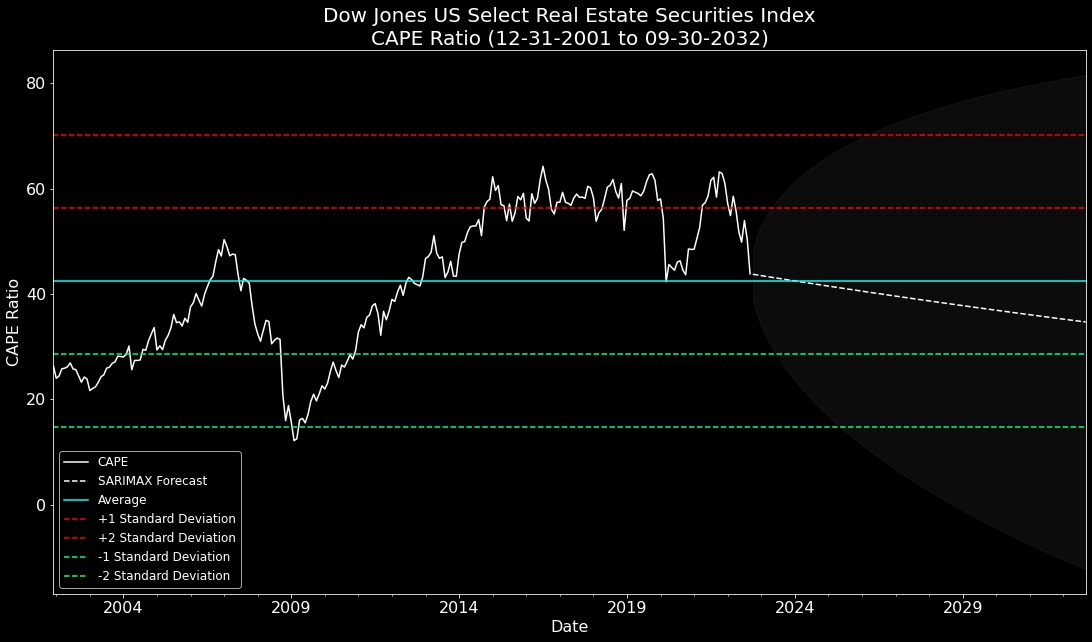 Dow Jones US Select Real Estate Securities Index
CAPE Ratio (12-31-2001 to 09-30-2032)
80
60
40
20
0
CAPE Ratio
CAPE
SARIMAX Forecast
Average
+1 Standard Deviation
+2 Standard Deviation
-1 Standard Deviation
-2 Standard Deviation
2004
2009
2014
2019
2024
2029
Date